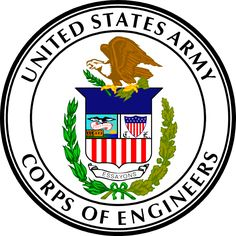 UNITED STATES ARMY
ESSAYONS
CORPS OF ENGINEERS